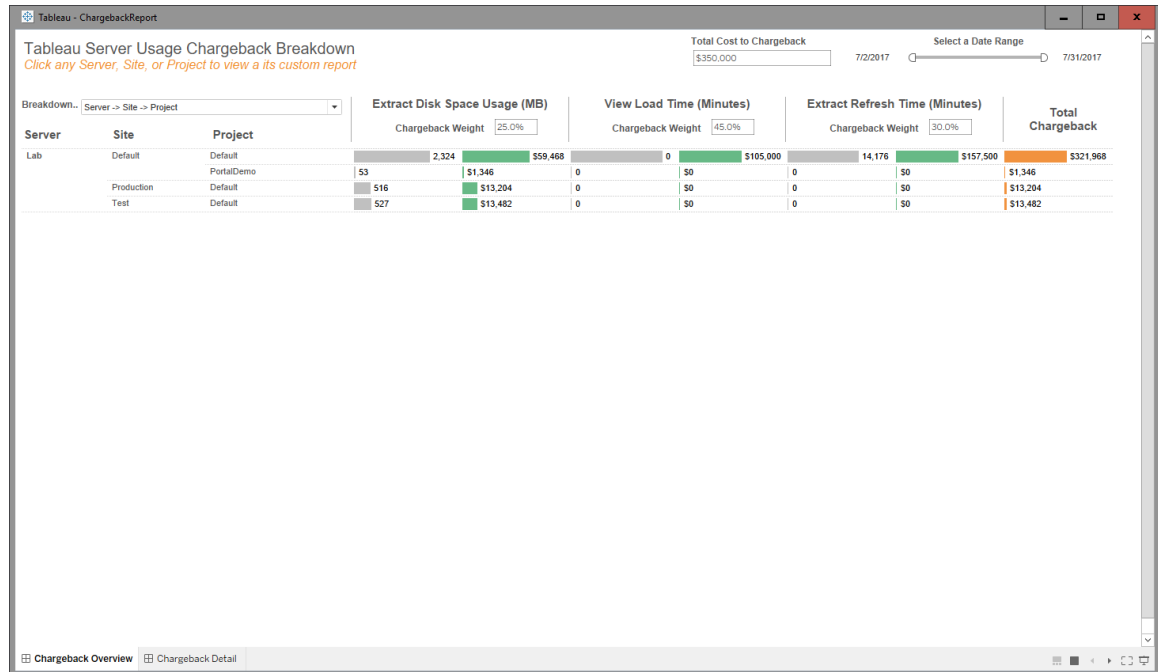 Tableau - ChargebackReport
Tableau Server Usage Chargeback Breakdown
Click any Server, Site, or Project to view a its custom report
Total Cost to Chargeback
$350,000
Select a Date Range
7/2/2017 7/31/2017
Breakdown.. Server -> Site -> Project
Extract Disk Space Usage (MB) View Load Time (Minutes) Extract Refresh Time (Minutes) Total Chargeback
Chargeback Weight 25.0% Chargeback Weight 45.0% Chargeback Weight 30.0%
Server Site Project
Lab Default Default 2,324 $59,468 0 $105,000 14,176 $157,500 $321,968
PortalDemo 53 $1,346 0 $0 0 $0 $1,346
Production Default 516 $13,204 0 $0 0 $0 $13,204
Test Default 527 $13,482 0 $0 0 $0 $13,482
Chargeback Overview Chargeback Detail